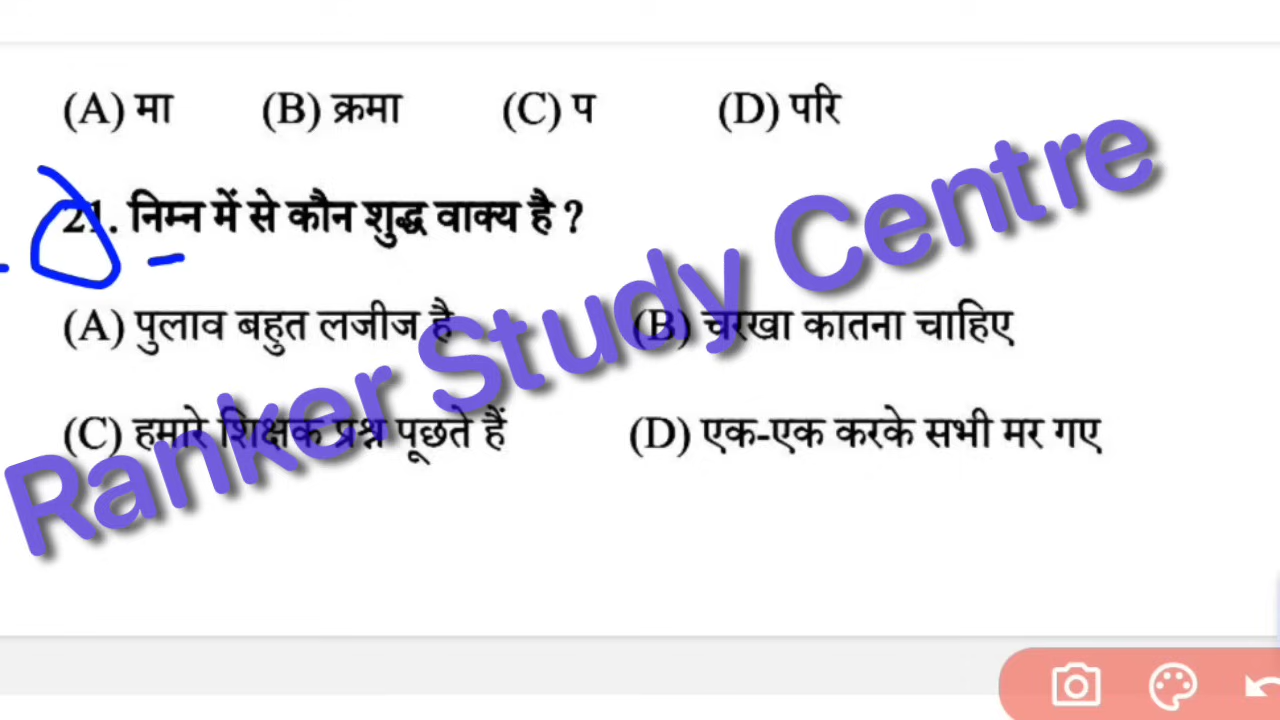 (A) मा (B) क्रमा (C) प (D) परि
21. निम्न में से कौन शुद्ध वाक्य है ?
(A) पुलाव बहुत लजीज है (B) चरखा कातना चाहिए
(C) हमारे शिक्षक प्रश्न पूछते हैं (D) एक-एक करके सभी मर गए
Ranker Study Centre